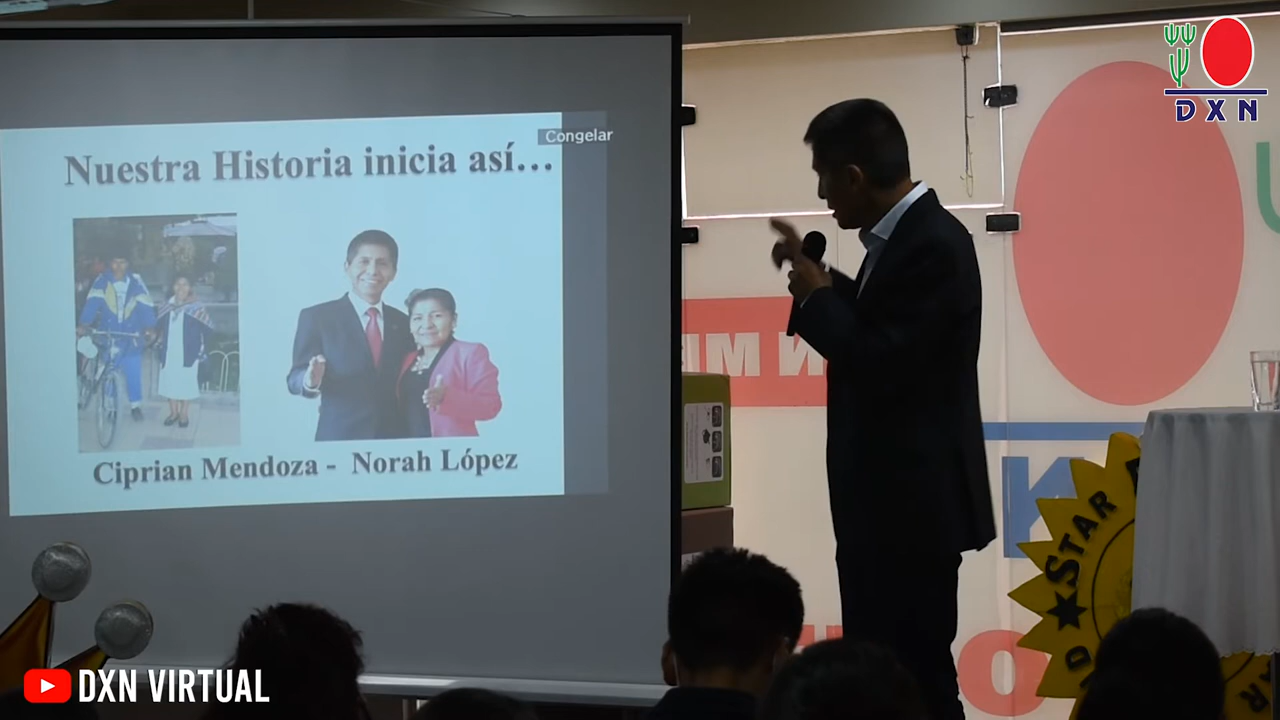 Congelar
Nuestra Historia inicia así...
Ciprian Mendoza - Norah López
DXN
STAR
DXN VIRTUAL